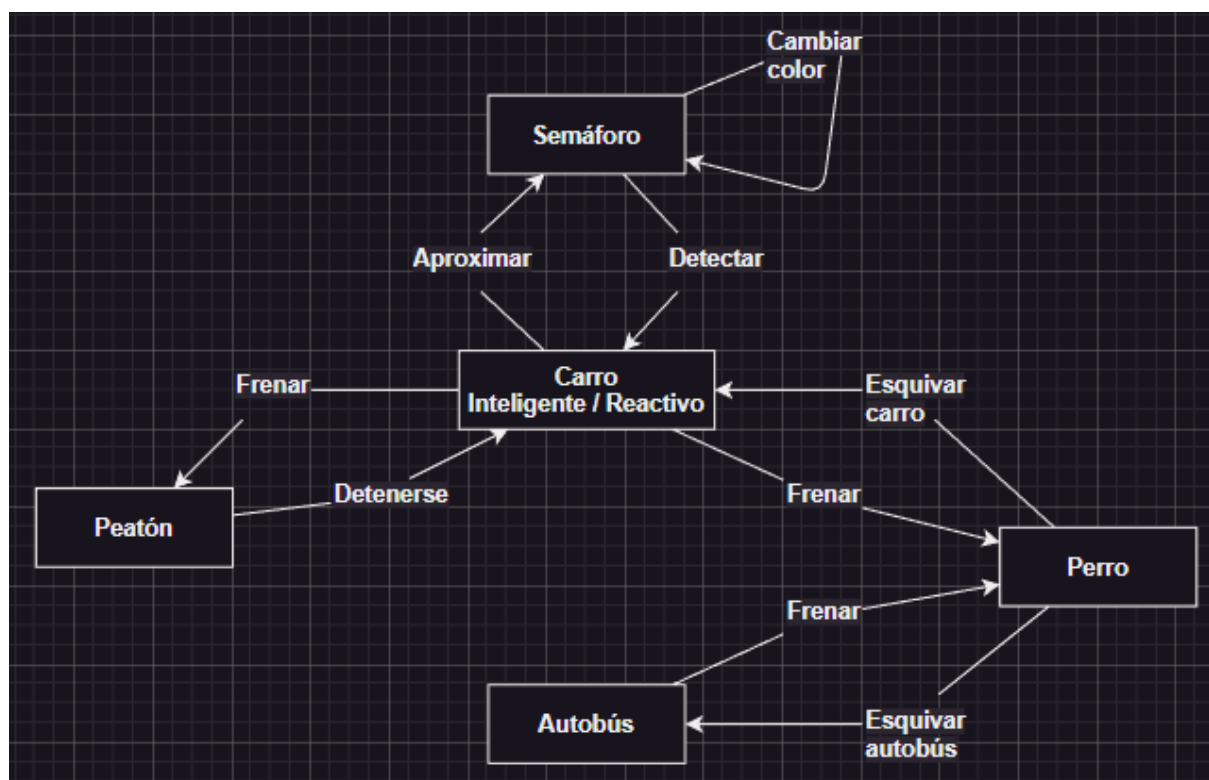 Cambiar
color
Semáforo
Aproximar
Detectar
Carro
Inteligente / Reactivo
Frenar
Esquivar
carro
Detenerse
Frenar
Peatón
Perro
Frenar
Autobús
Esquivar
autobús